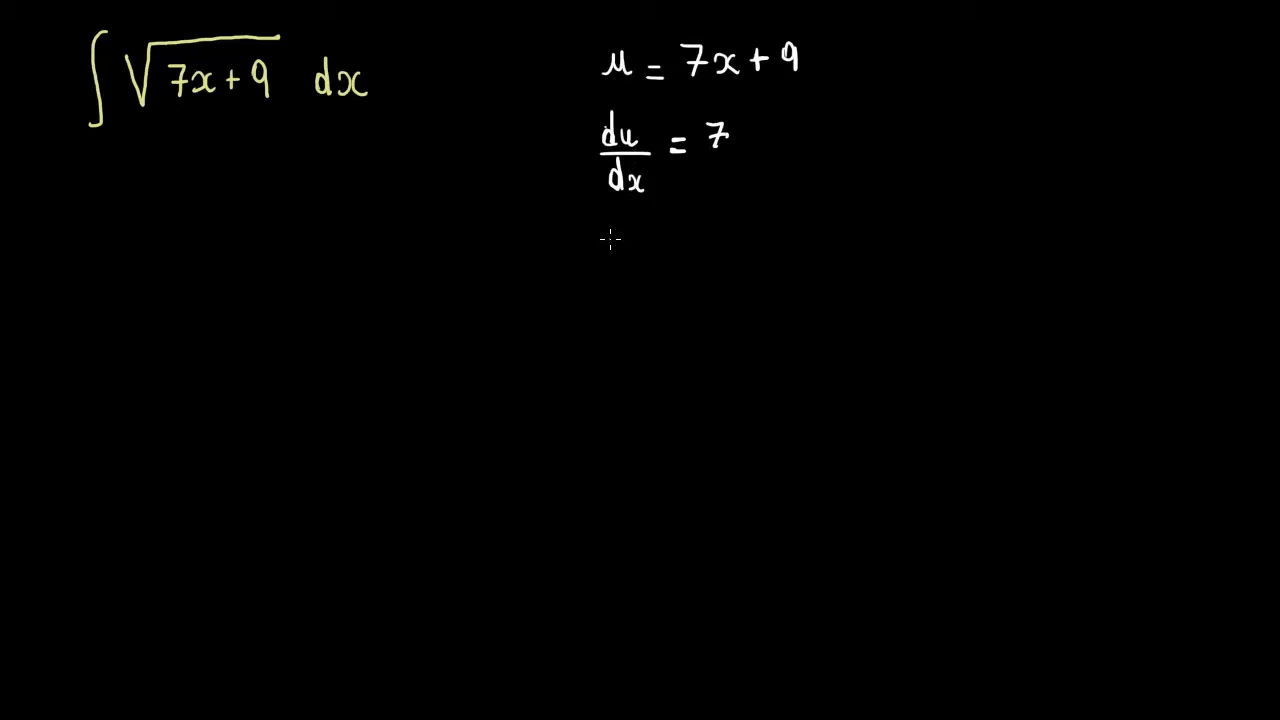 ∫ √(7x+9) dx
u = 7x + 9
du/dx = 7